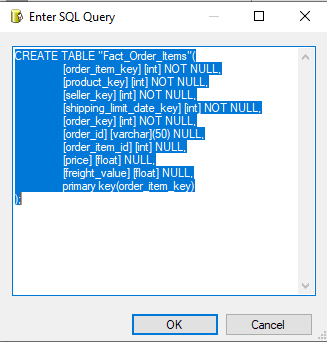 Enter SQL Query
CREATE TABLE "Fact_Order_Items"(
[order_item_key] [int] NOT NULL,
[product_key] [int] NOT NULL,
[seller_key] [int] NOT NULL,
[shipping_limit_date_key] [int] NOT NULL,
[order_key] [int] NOT NULL,
[order_id] [varchar](50) NULL,
[order_item_id] [int] NULL,
[price] [float] NULL,
[freight_value] [float] NULL,
primary key(order_item_key)
);
OK Cancel